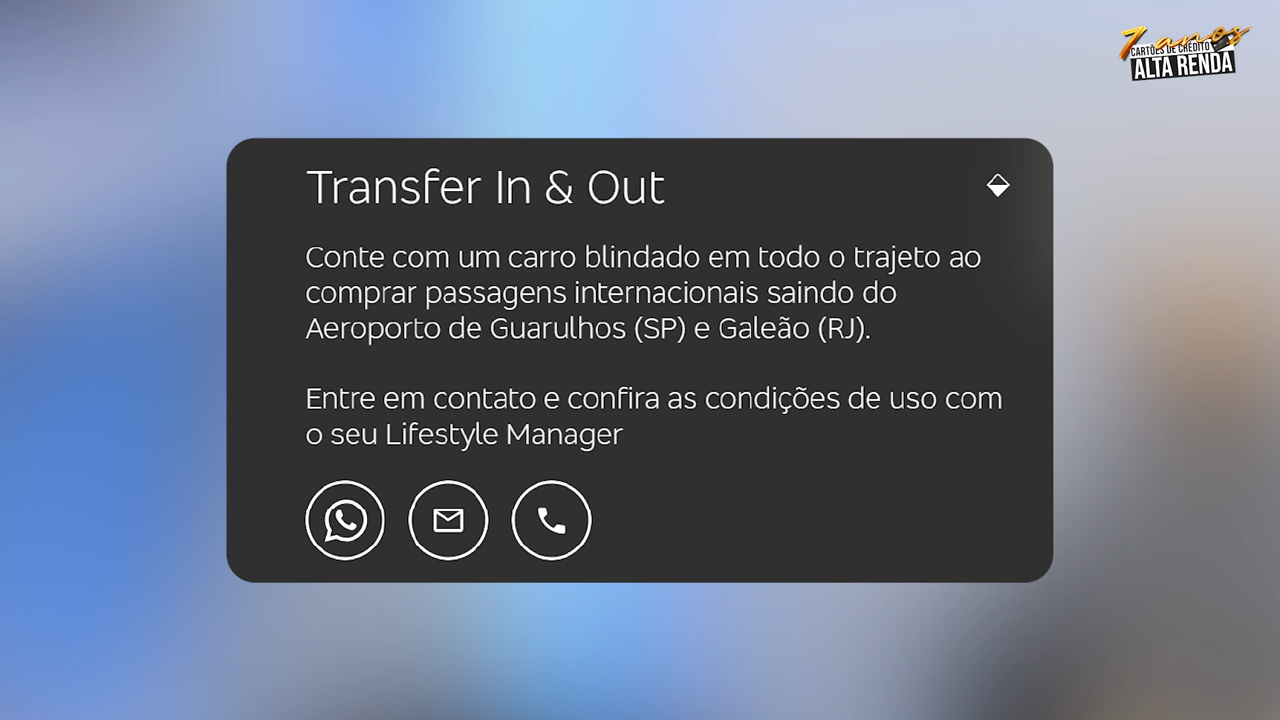 7 anos
CARTÕES DE CRÉDITO
ALTA RENDA
Transfer In & Out
Conte com um carro blindado em todo o trajeto ao
comprar passagens internacionais saindo do
Aeroporto de Guarulhos (SP) e Galeão (RJ).
Entre em contato e confira as condições de uso com
o seu Lifestyle Manager